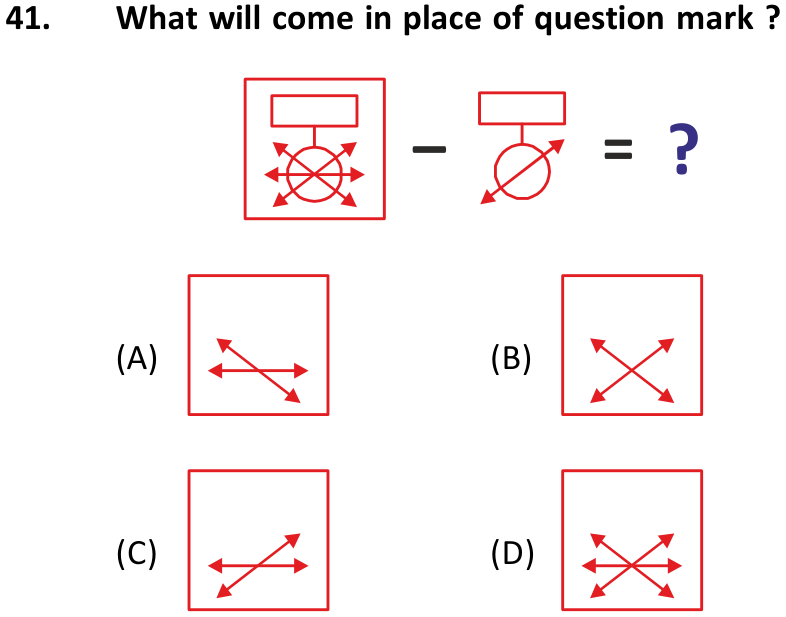 41. What will come in place of question mark ?
– = ?
(A)
(B)
(C)
(D)